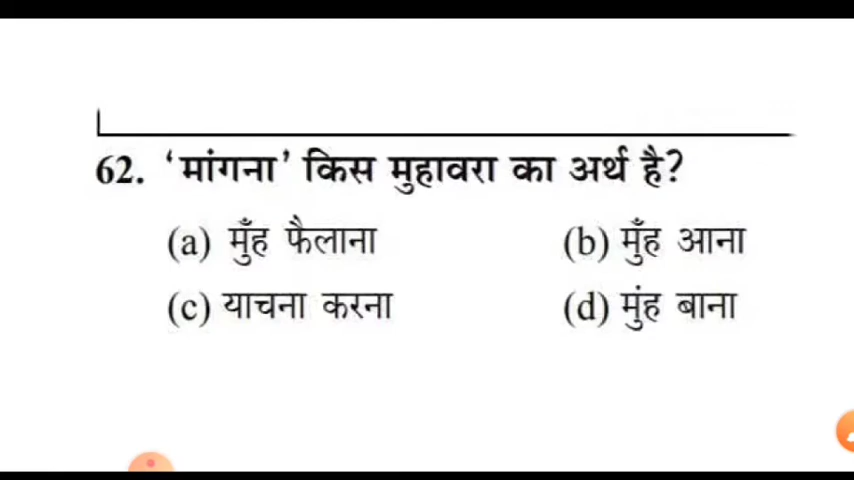 62. ‘मांगना’ किस मुहावरा का अर्थ है?
(a) मुँह फैलाना (b) मुँह आना
(c) याचना करना (d) मुंह बाना